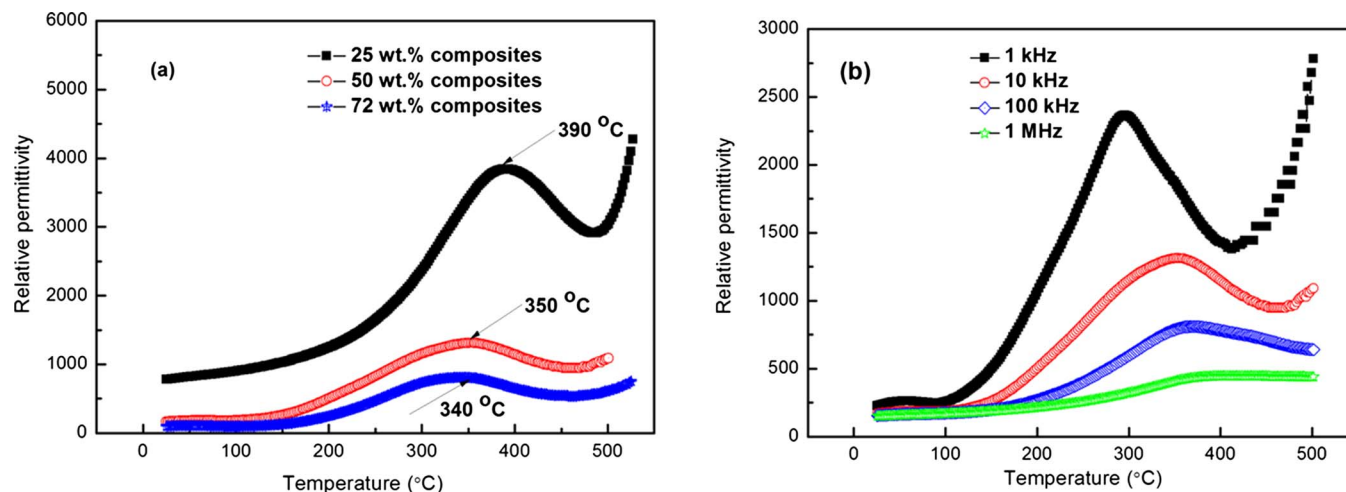 6000
5000
4000
3000
2000
1000
0
Relative permittivity
(a)
25 wt.% composites
50 wt.% composites
72 wt.% composites
390 °C
350 °C
340 °C
0 100 200 300 400 500
Temperature (°C)
3000
2500
2000
1500
1000
500
0
Relative permittivity
(b)
1 kHz
10 kHz
100 kHz
1 MHz
0 100 200 300 400 500
Temperature (°C)